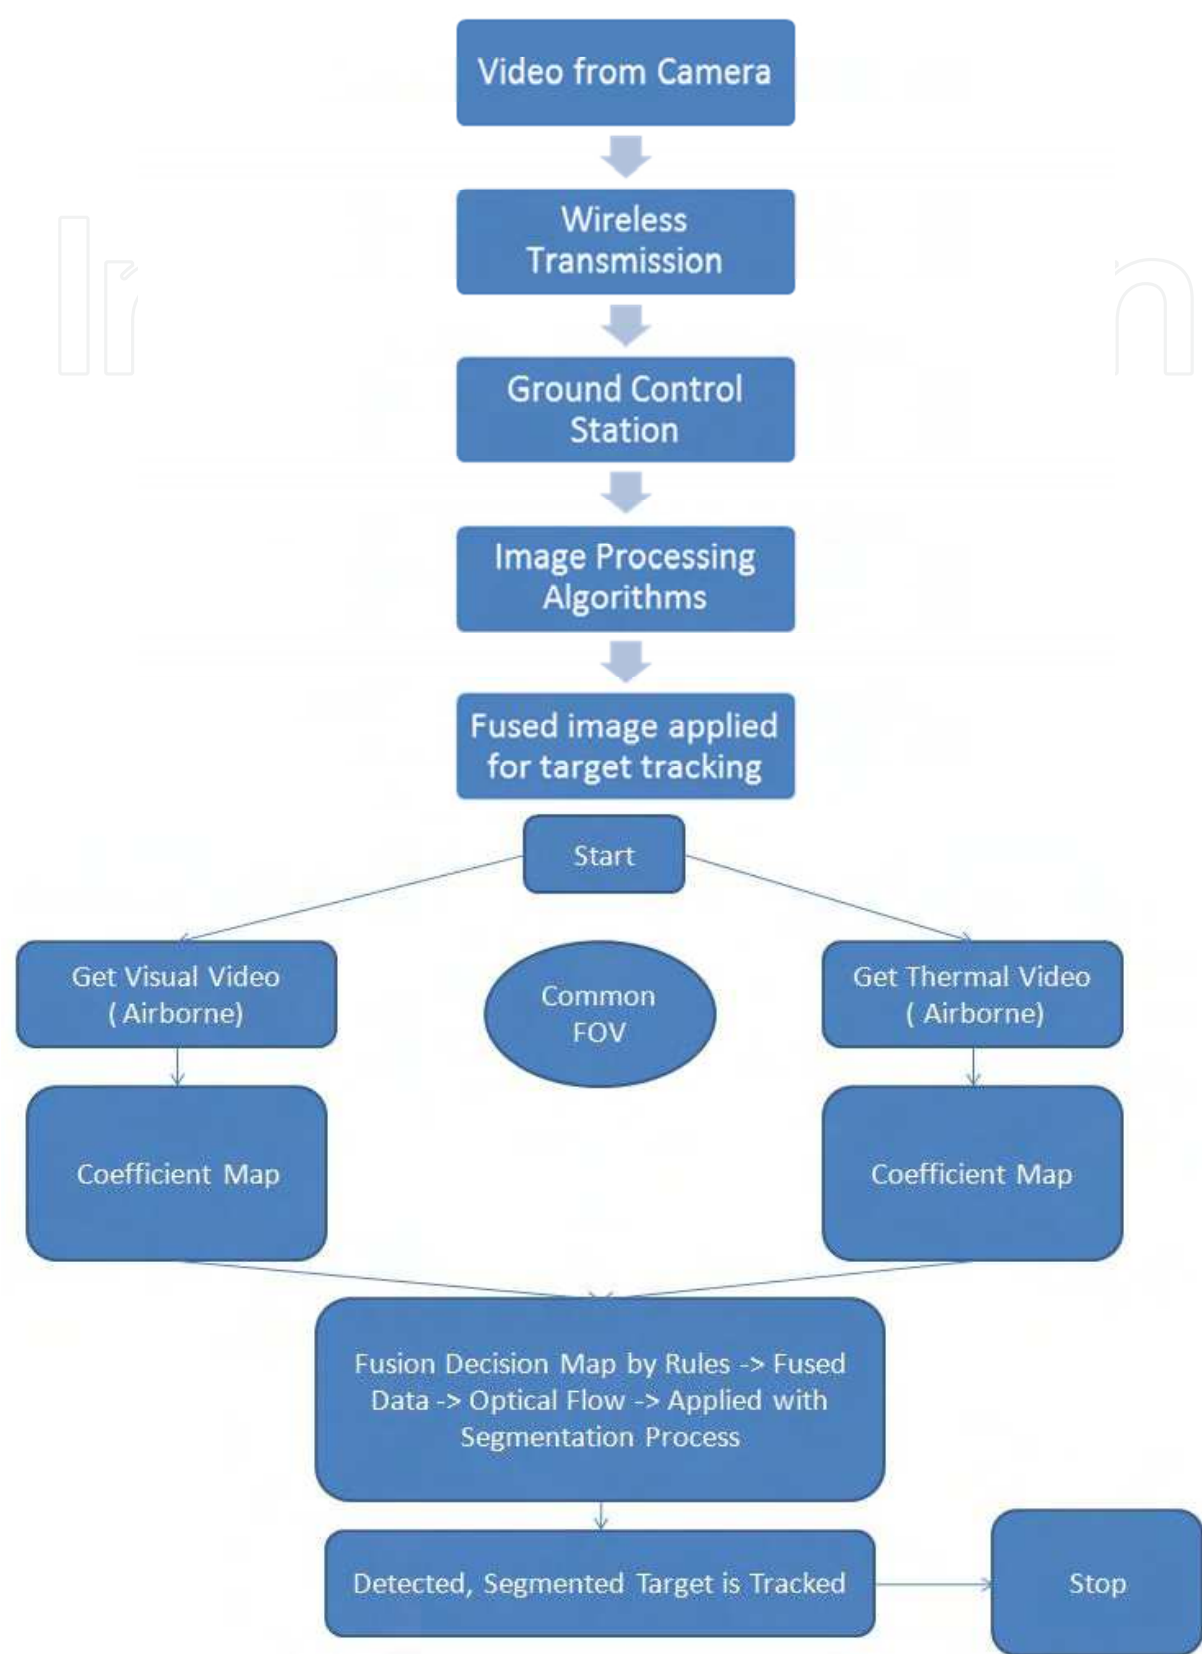 Video from Camera
Wireless
Transmission
Ground Control
Station
Image Processing
Algorithms
Fused image applied
for target tracking
Start
Get Visual Video
( Airborne)
Common
FOV
Get Thermal Video
( Airborne)
Coefficient Map
Coefficient Map
Fusion Decision Map by Rules -> Fused
Data -> Optical Flow -> Applied with
Segmentation Process
Detected, Segmented Target is Tracked
Stop